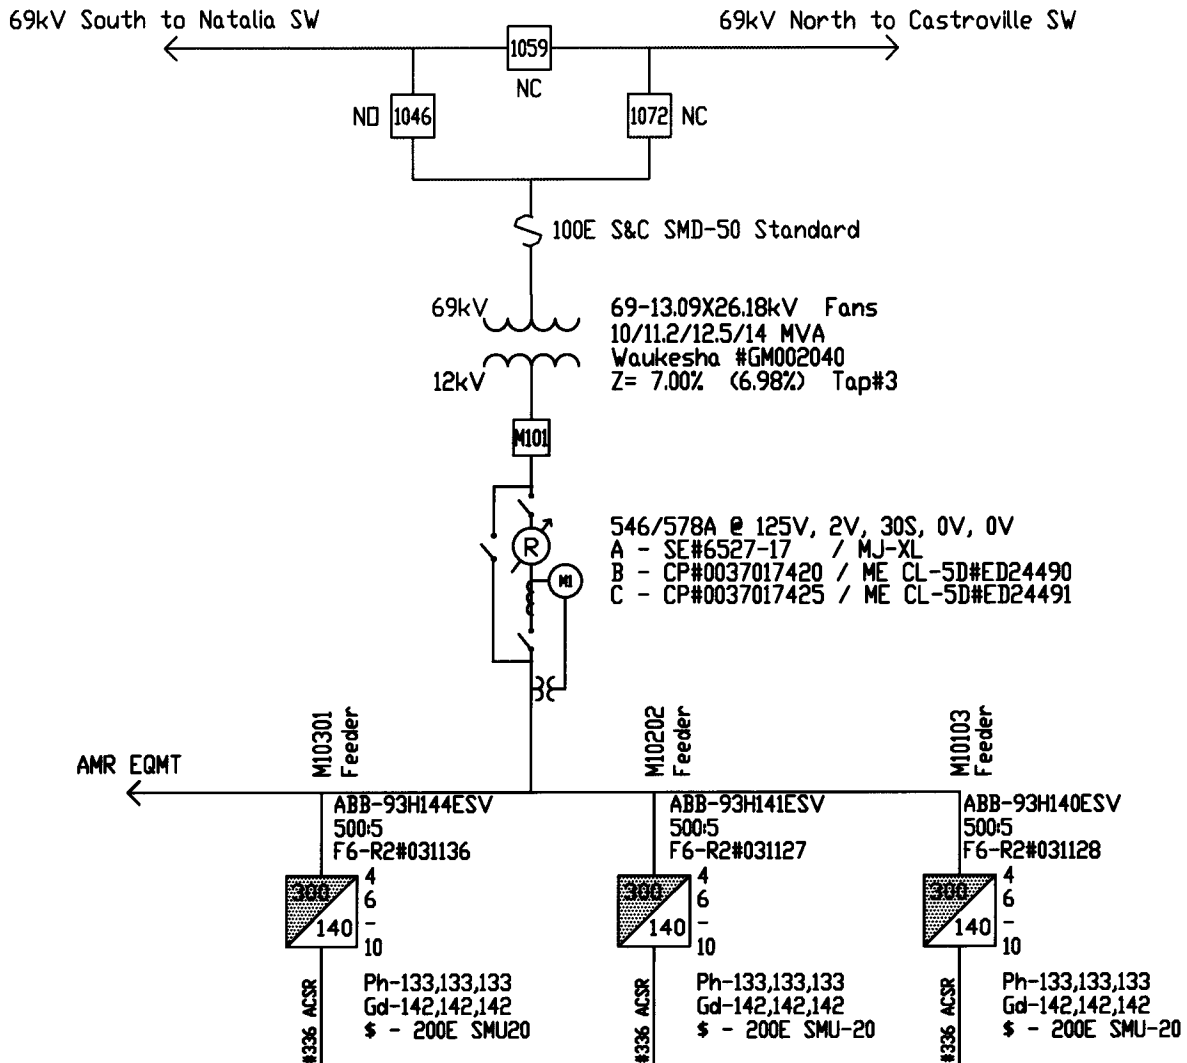 69kV South to Natalia SW
69kV North to Castroville SW
1059
NC
NO 1046
1072 NC
100E S&C SMD-50 Standard
69kV
12kV
69-13.09X26.18kV Fans
10/11.2/12.5/14 MVA
Waukesha #GM002040
Z= 7.00% (6.98%) Tap#3
M101
R
M1
546/578A @ 125V, 2V, 30S, 0V, 0V
A - SE#6527-17 / MJ-XL
B - CP#0037017420 / ME CL-5D#ED24490
C - CP#0037017425 / ME CL-5D#ED24491
AMR EQMT
M10301
Feeder
ABB-93H144ESV
500:5
F6-R2#031136
300
140
4
6
-
10
#336 ACSR
Ph-133,133,133
Gd-142,142,142
$ - 200E SMU20
M10202
Feeder
ABB-93H141ESV
500:5
F6-R2#031127
300
140
4
6
-
10
#336 ACSR
Ph-133,133,133
Gd-142,142,142
$ - 200E SMU-20
M10103
Feeder
ABB-93H140ESV
500:5
F6-R2#031128
300
140
4
6
-
10
#336 ACSR
Ph-133,133,133
Gd-142,142,142
$ - 200E SMU-20